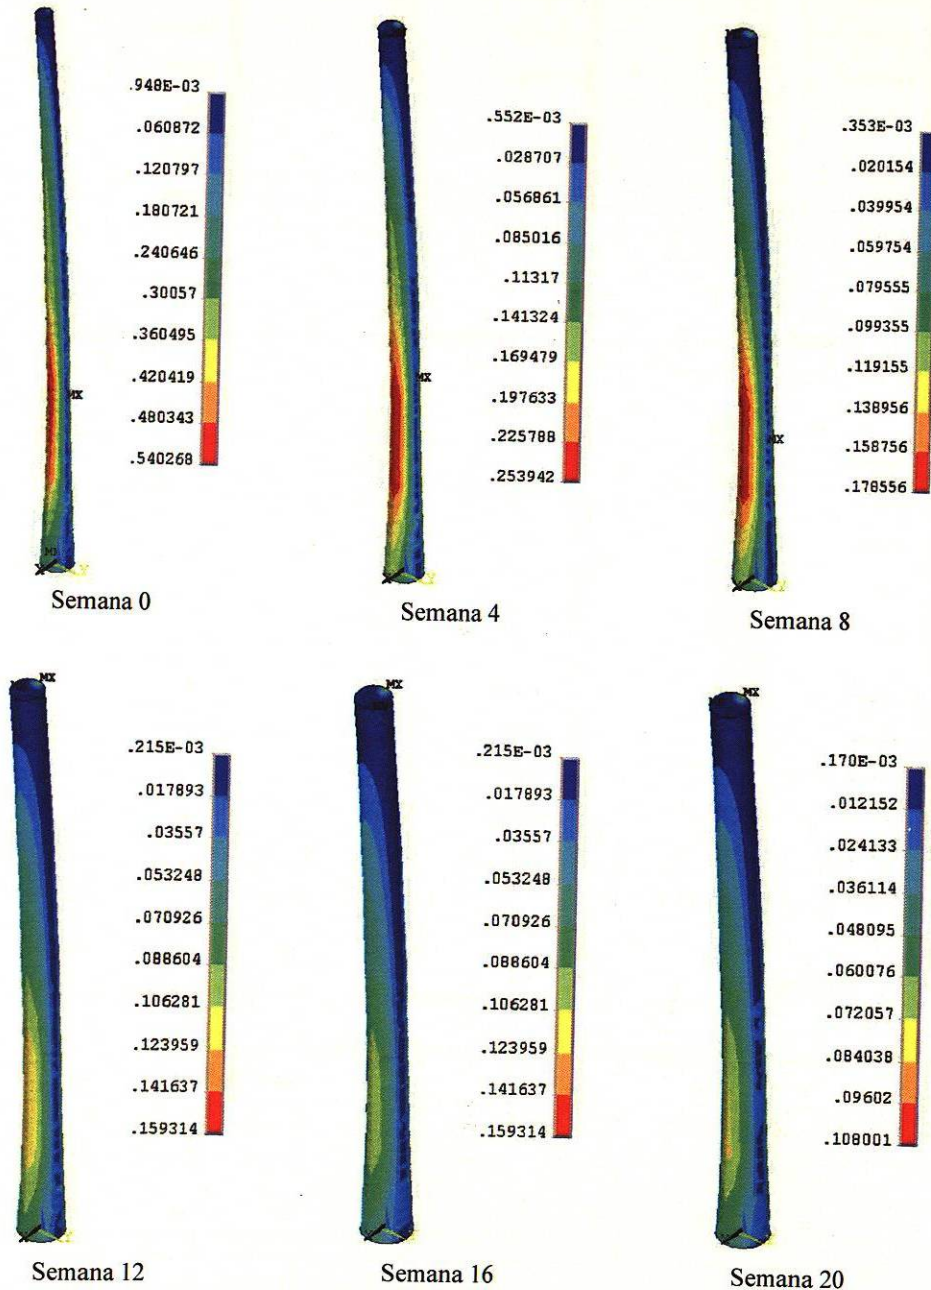 .948E-03
.060872
.120797
.180721
.240646
.30057
.360495
.420419
MX
.480343
.540268
X
Y
Semana 0
.552E-03
.028707
.056861
.085016
.11317
.141324
.169479
MX
.197633
.225788
.253942
X
Y
Semana 4
.353E-03
.020154
.039954
.059754
.079555
.099355
.119155
.138956
MX
.158756
.178556
X
Semana 8
MX
.215E-03
.017893
.03557
.053248
.070926
.088604
.106281
.123959
.141637
.159314
Semana 12
MX
.215E-03
.017893
.03557
.053248
.070926
.088604
.106281
.123959
.141637
.159314
Semana 16
MX
.170E-03
.012152
.024133
.036114
.048095
.060076
.072057
.084038
.09602
.108001
Semana 20